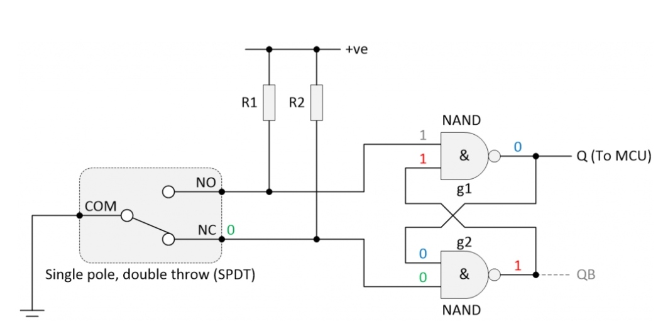 +ve
R1
R2
NAND
1
1
&
0
Q (To MCU)
g1
NO
COM
NC
0
g2
0
0
&
1
QB
Single pole, double throw (SPDT)
NAND